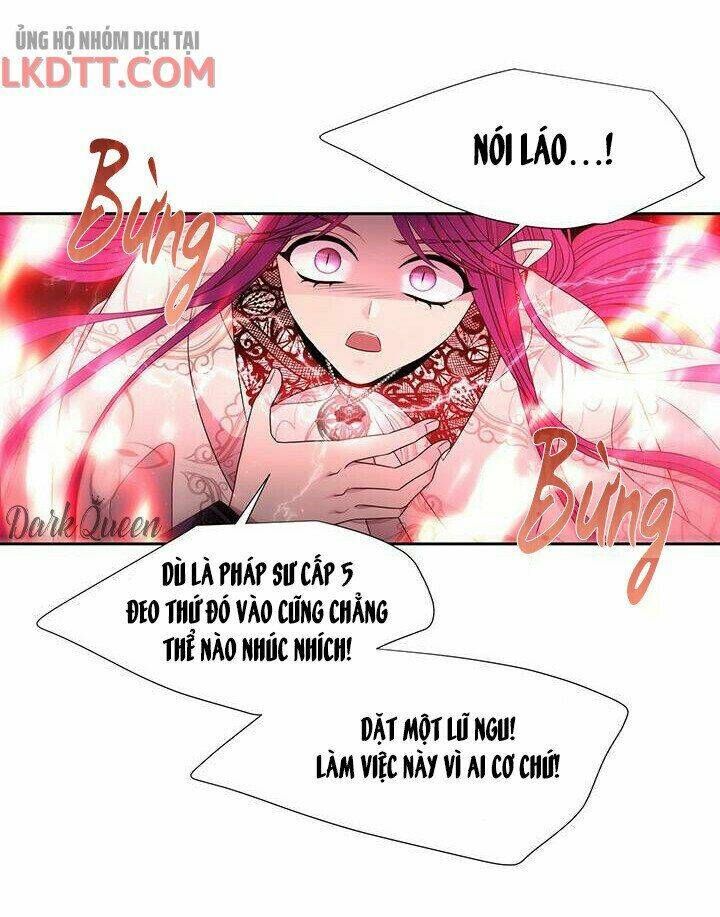 ỦNG HỘ NHÓM DỊCH TẠI
LKDTT.COM
NÓI LÁO...!
Bừng
Bừng
Dark Queen
DÙ LÀ PHÁP SƯ CẤP 5
ĐEO THỨ ĐÓ VÀO CŨNG CHẲNG
THỂ NÀO NHÚC NHÍCH!
DẶT MỘT LŨ NGU!
LÀM VIỆC NÀY VÌ AI CƠ CHỨ!